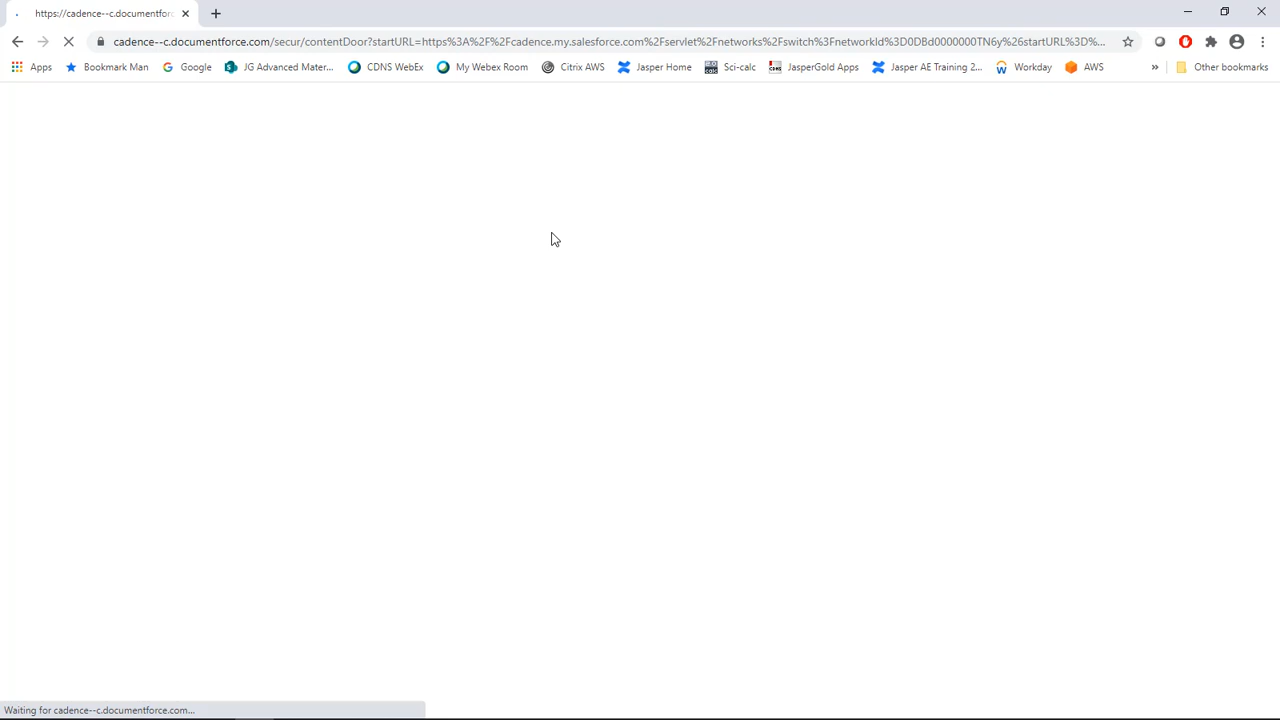 https://cadence--c.documentforc
cadence--c.documentforce.com/secur/contentDoor?startURL=https%3A%2F%2Fcadence.my.salesforce.com%2Fservlet%2Fnetworks%2Fswitch%3FnetworkId%3D0DBd0000000TN6y%26startURL%3D%...
Apps Bookmark Man Google JG Advanced Mater... CDNS WebEx My Webex Room Citrix AWS Jasper Home Sci-calc JasperGold Apps Jasper AE Training 2... Workday AWS » Other bookmarks
Waiting for cadence--c.documentforce.com...